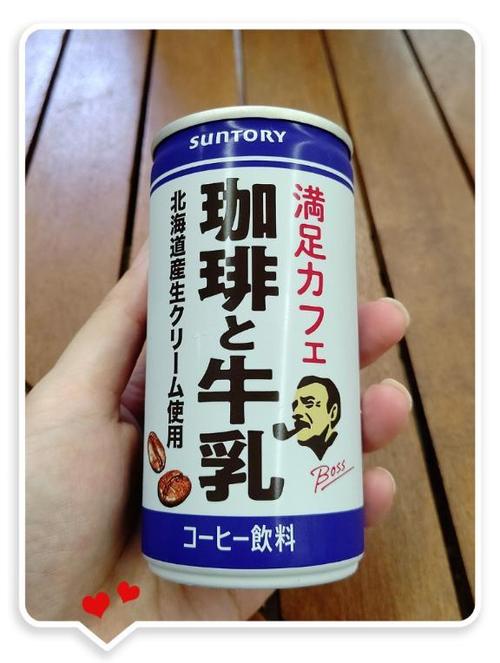 SUNTORY
満足カフェ
珈琲と牛乳
北海道産生クリーム使用
Boss
コーヒー飲料